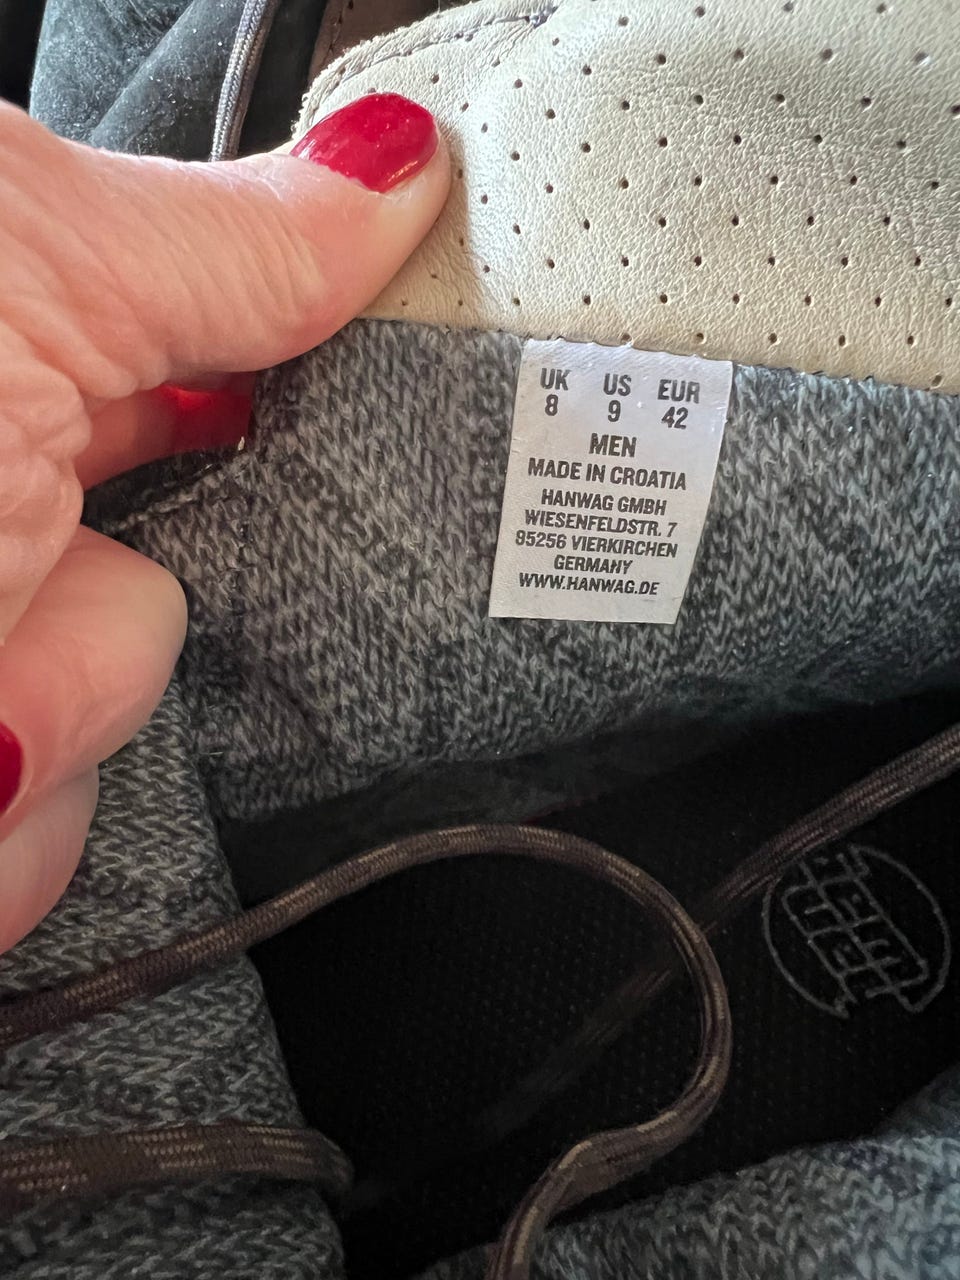 UK US EUR
8 9 42
MEN
MADE IN CROATIA
HANWAG GMBH
WIESENFELDSTR. 7
85256 VIERKIRCHEN
GERMANY
WWW.HANWAG.DE